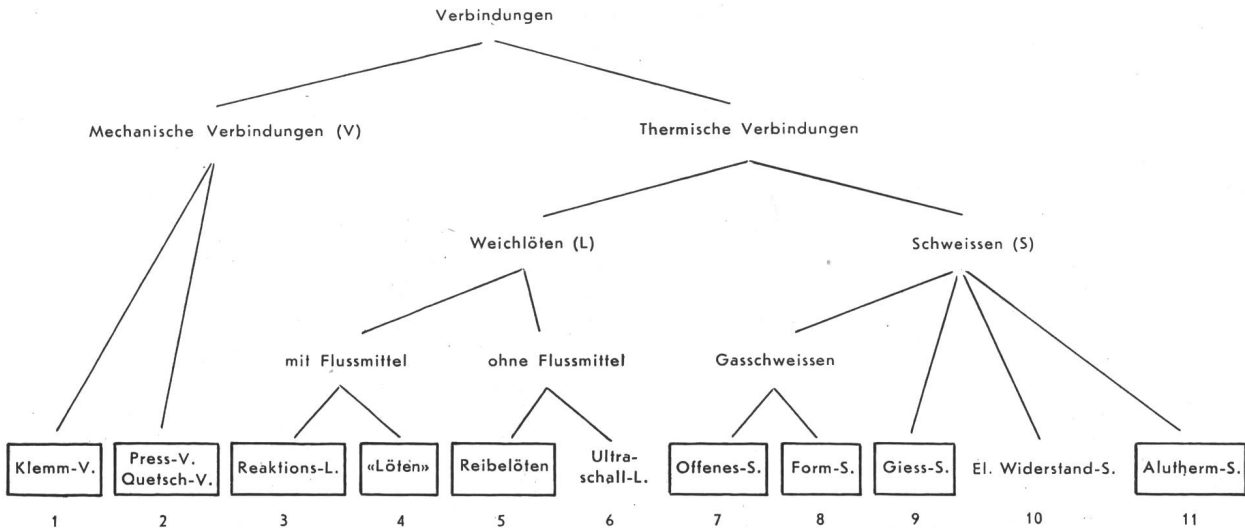 Verbindungen
Mechanische Verbindungen (V)
Thermische Verbindungen
Weichlöten (L)
Schweissen (S)
mit Flussmittel
ohne Flussmittel
Gasschweissen
Klemm-V.
Press-V.
Quetsch-V.
Reaktions-L.
«Löten»
Reibelöten
Ultra-
schall-L.
Offenes-S.
Form-S.
Giess-S.
El. Widerstand-S.
Alutherm-S.
1
2
3
4
5
6
7
8
9
10
11